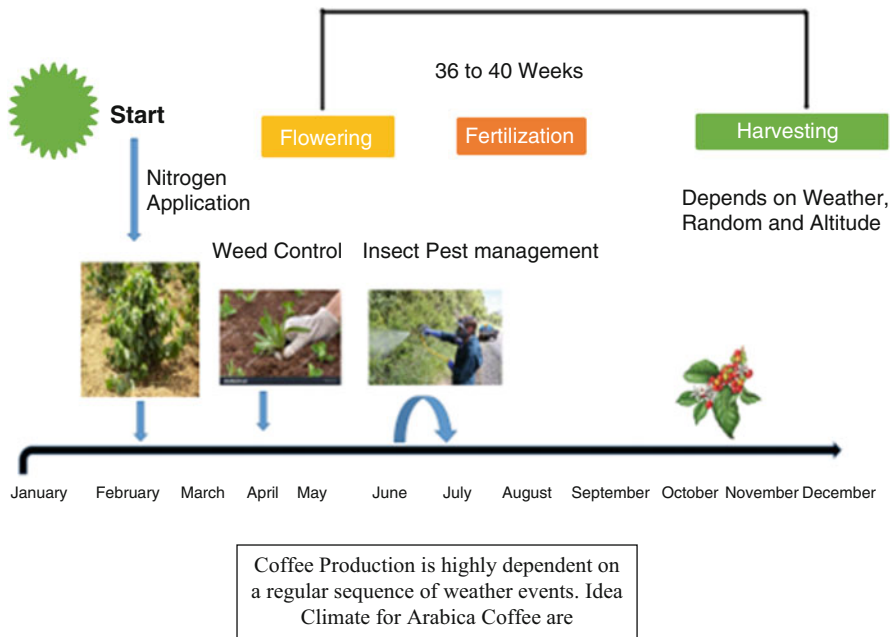 36 to 40 Weeks
Start
Flowering
Fertilization
Harvesting
Nitrogen
Application
Depends on Weather,
Random and Altitude
Weed Control
Insect Pest management
January February March April May June July August September October November December
Coffee Production is highly dependent on
a regular sequence of weather events. Idea
Climate for Arabica Coffee are